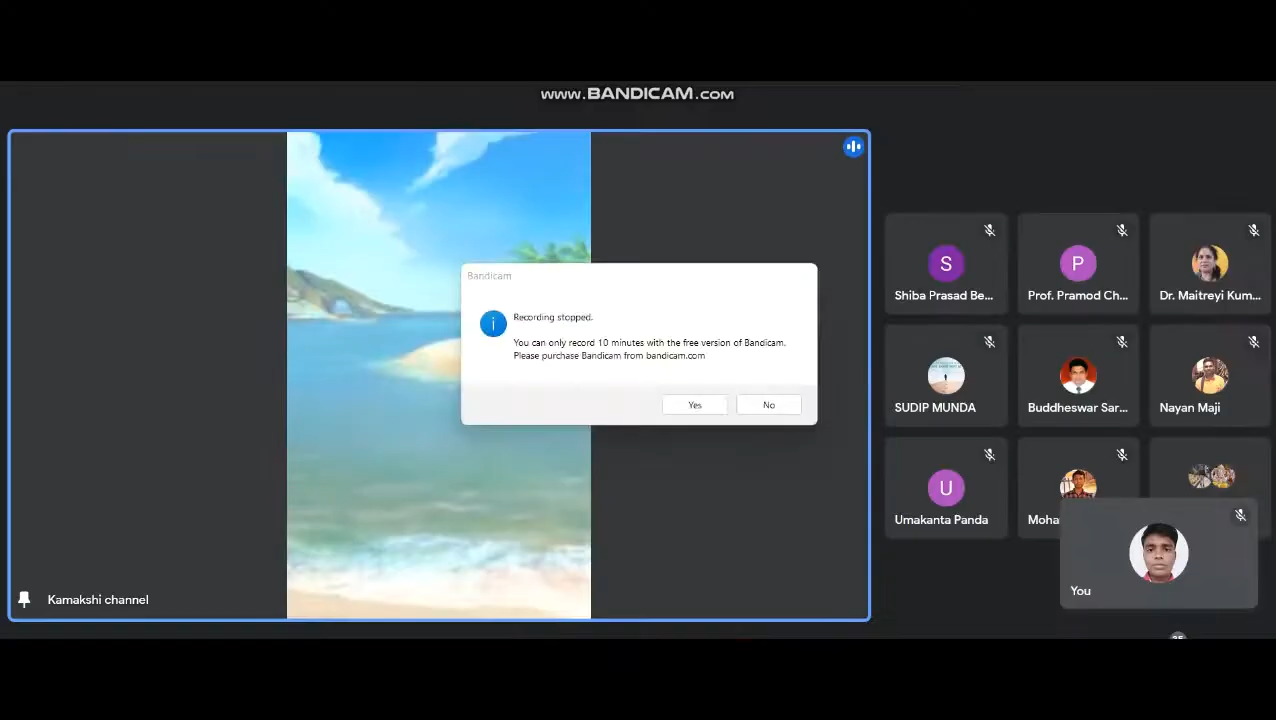 www.BANDICAM.com
Bandicam
Recording stopped.
You can only record 10 minutes with the free version of Bandicam.
Please purchase Bandicam from bandicam.com
Yes
No
Kamakshi channel
S
P
Shiba Prasad Be...
Prof. Pramod Ch...
Dr. Maitreyi Kum...
SUDIP MUNDA
Buddheswar Sar...
Nayan Maji
U
Umakanta Panda
Moha
You